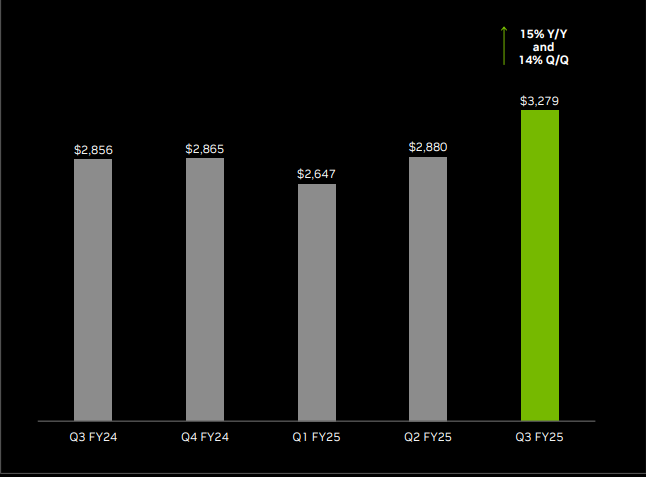 15% Y/Y
and
14% Q/Q
$3,279
$2,856
$2,865
$2,647
$2,880
Q3 FY24
Q4 FY24
Q1 FY25
Q2 FY25
Q3 FY25